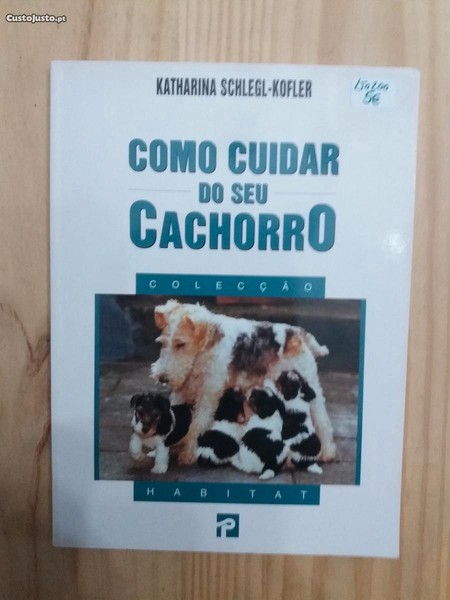 CustoJusto.pt
KATHARINA SCHLEGL-KOFLER
5€
COMO CUIDAR
DO SEU
CACHORRO
COLECÇÃO
HABITAT